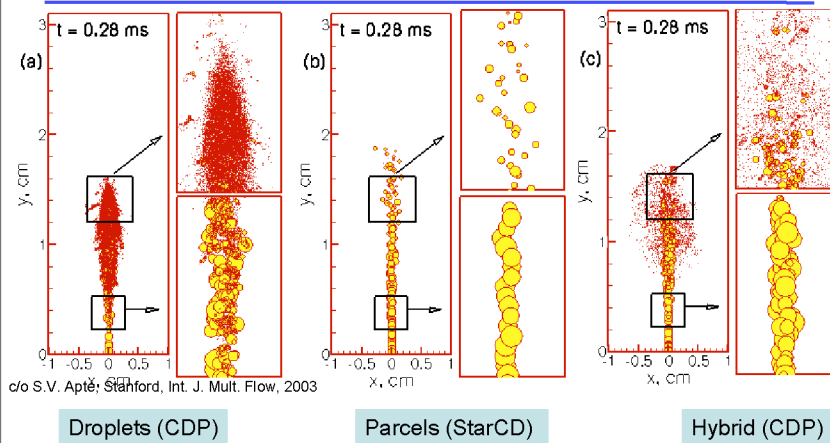 t = 0.28 ms
(a)
3
2
1
0
y, cm
-1 -0.5 0 0.5 1
x, cm
t = 0.28 ms
(b)
3
2
1
0
y, cm
-1 -0.5 0 0.5 1
x, cm
t = 0.28 ms
(c)
3
2
1
0
y, cm
-1 -0.5 0 0.5 1
x, cm
c/o S.V. Apte, Stanford, Int. J. Mult. Flow, 2003
Droplets (CDP)
Parcels (StarCD)
Hybrid (CDP)